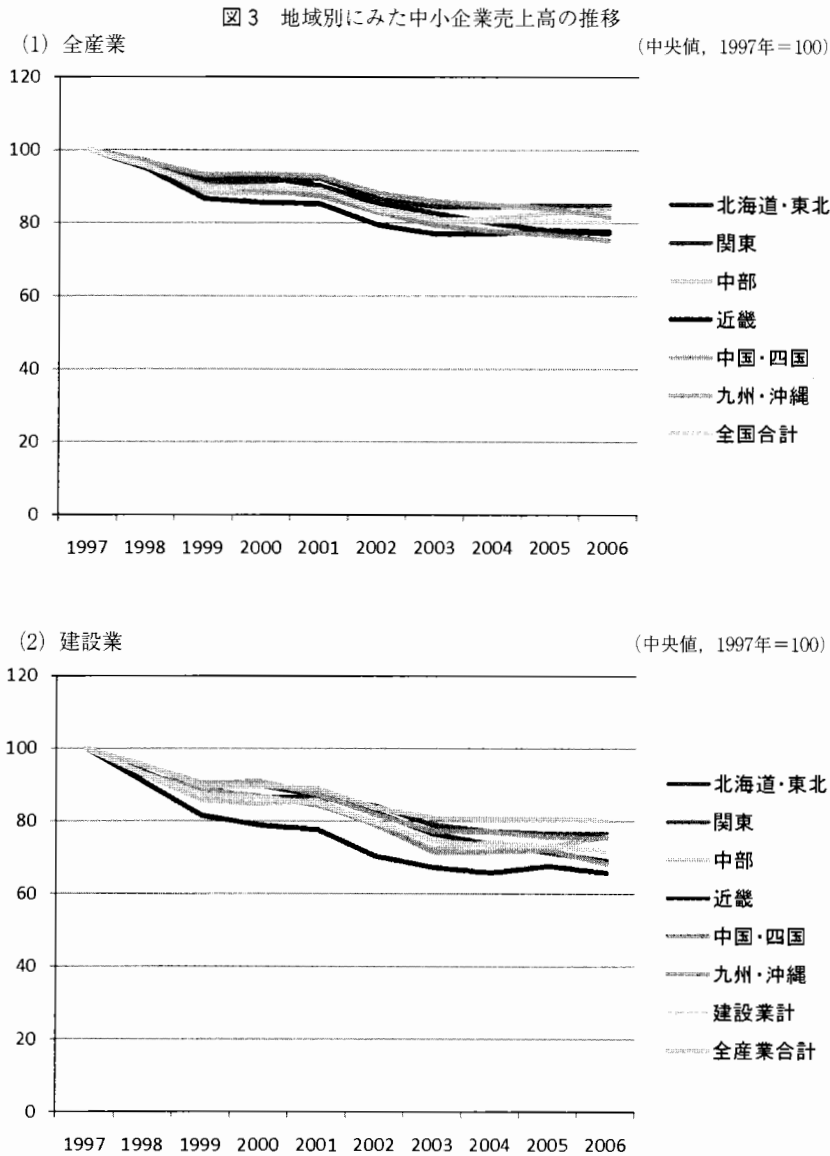 図3 地域別にみた中小企業売上高の推移
(1) 全産業
(中央値, 1997年=100)
120
100
80
60
40
20
0
1997 1998 1999 2000 2001 2002 2003 2004 2005 2006
北海道・東北
関東
中部
近畿
中国・四国
九州・沖縄
全国合計
(2) 建設業
(中央値, 1997年=100)
120
100
80
60
40
20
0
1997 1998 1999 2000 2001 2002 2003 2004 2005 2006
北海道・東北
関東
中部
近畿
中国・四国
九州・沖縄
建設業計
全産業合計